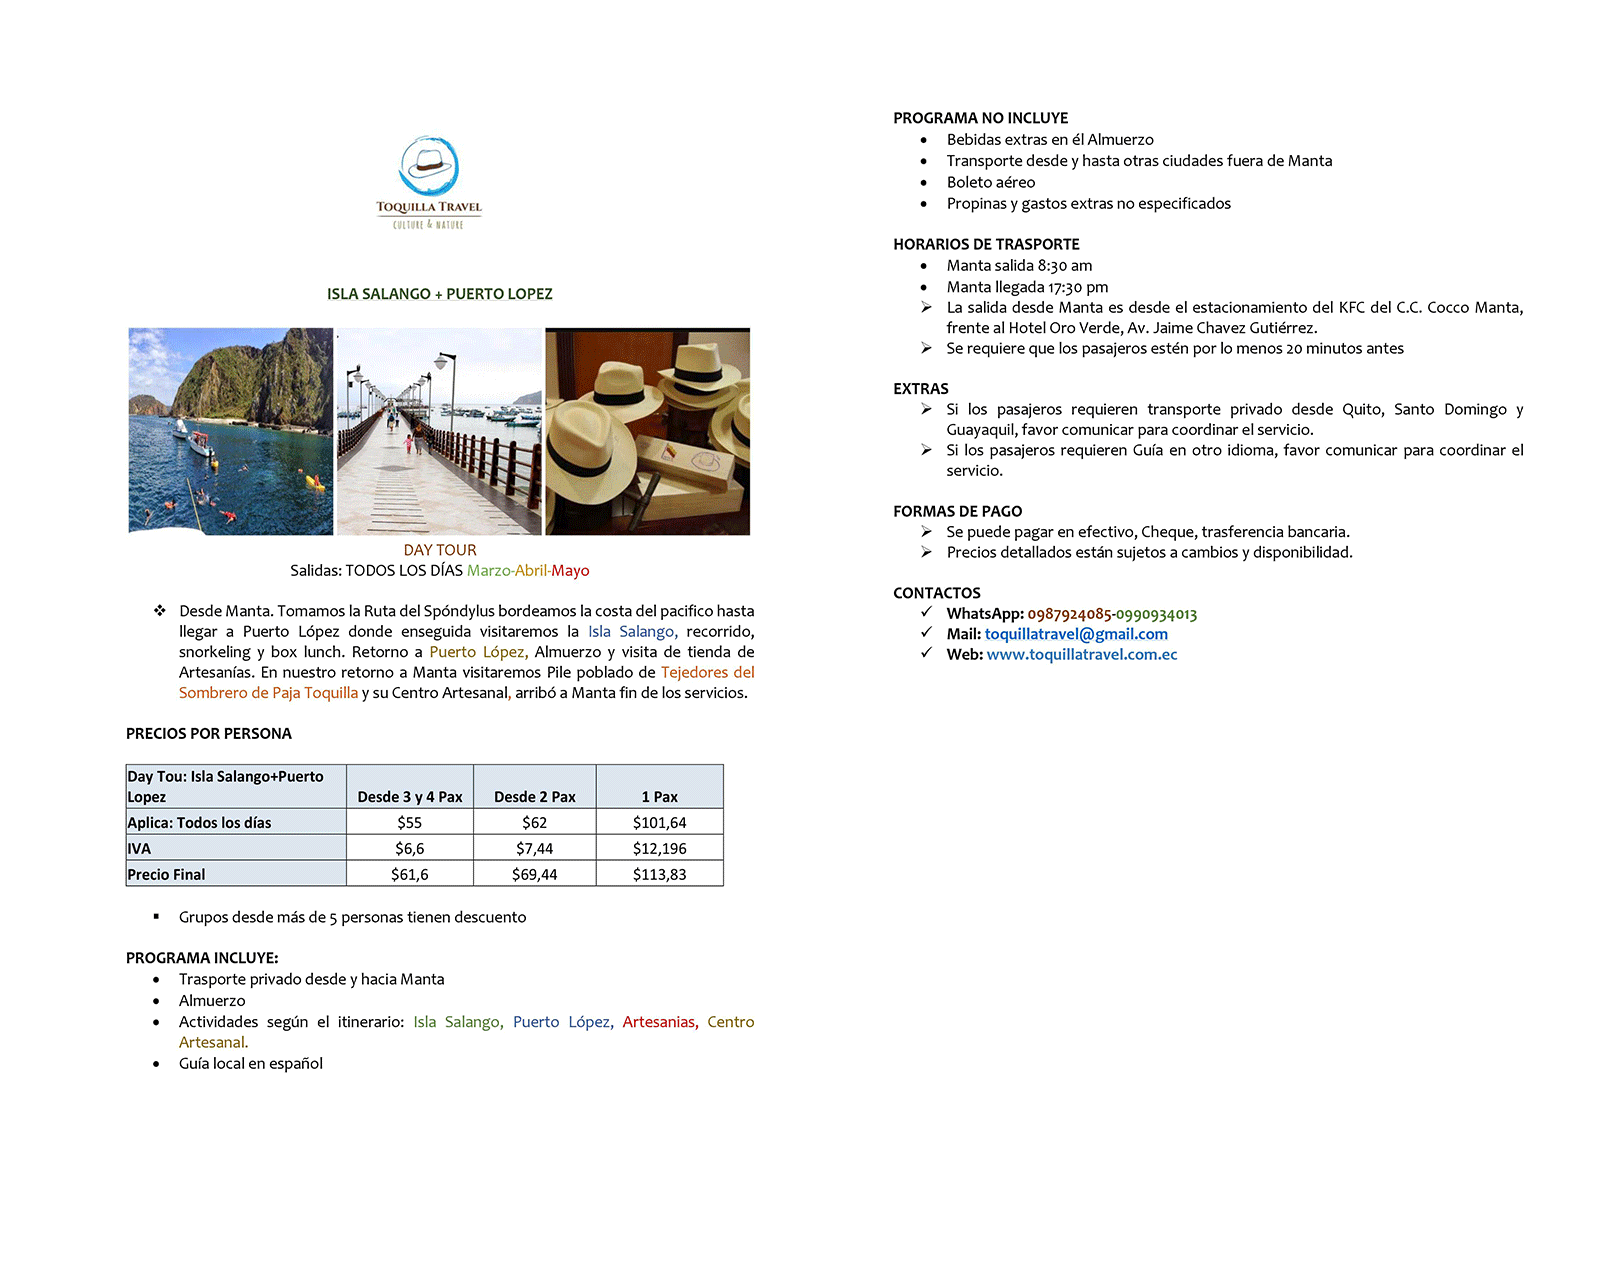 TOQUILLA TRAVEL
CULTURE & NATURE
ISLA SALANGO + PUERTO LOPEZ
DAY TOUR
Salidas: TODOS LOS DÍAS Marzo-Abril-Mayo
❖ Desde Manta. Tomamos la Ruta del Spóndylus bordeamos la costa del pacifico hasta
llegar a Puerto López donde enseguida visitaremos la Isla Salango, recorrido,
snorkeling y box lunch. Retorno a Puerto López, Almuerzo y visita de tienda de
Artesanías. En nuestro retorno a Manta visitaremos Pile poblado de Tejedores del
Sombrero de Paja Toquilla y su Centro Artesanal, arribó a Manta fin de los servicios.
PRECIOS POR PERSONA
Day Tou: Isla Salango+Puerto
Lopez Desde 3 y 4 Pax Desde 2 Pax 1 Pax
Aplica: Todos los días $55 $62 $101,64
IVA $6,6 $7,44 $12,196
Precio Final $61,6 $69,44 $113,83
▪ Grupos desde más de 5 personas tienen descuento
PROGRAMA INCLUYE:
• Trasporte privado desde y hacia Manta
• Almuerzo
• Actividades según el itinerario: Isla Salango, Puerto López, Artesanias, Centro
Artesanal.
• Guía local en español
PROGRAMA NO INCLUYE
• Bebidas extras en él Almuerzo
• Transporte desde y hasta otras ciudades fuera de Manta
• Boleto aéreo
• Propinas y gastos extras no especificados
HORARIOS DE TRASPORTE
• Manta salida 8:30 am
• Manta llegada 17:30 pm
➢ La salida desde Manta es desde el estacionamiento del KFC del C.C. Cocco Manta,
frente al Hotel Oro Verde, Av. Jaime Chavez Gutiérrez.
➢ Se requiere que los pasajeros estén por lo menos 20 minutos antes
EXTRAS
➢ Si los pasajeros requieren transporte privado desde Quito, Santo Domingo y
Guayaquil, favor comunicar para coordinar el servicio.
➢ Si los pasajeros requieren Guía en otro idioma, favor comunicar para coordinar el
servicio.
FORMAS DE PAGO
➢ Se puede pagar en efectivo, Cheque, trasferencia bancaria.
➢ Precios detallados están sujetos a cambios y disponibilidad.
CONTACTOS
✓ WhatsApp: 0987924085-0990934013
✓ Mail: toquillatravel@gmail.com
✓ Web: www.toquillatravel.com.ec